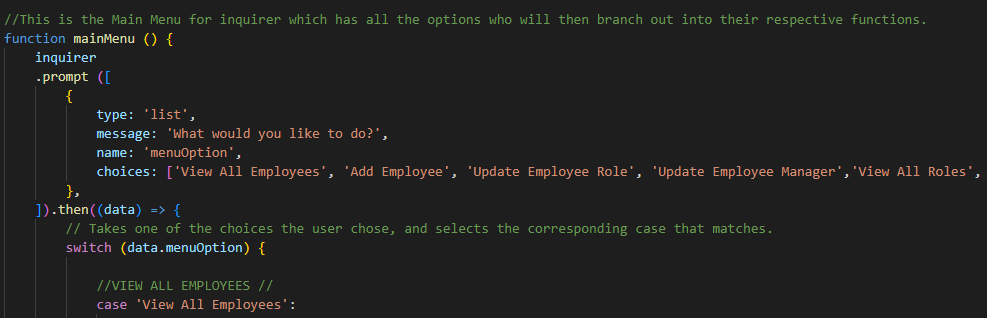 //This is the Main Menu for inquirer which has all the options who will then branch out into their respective functions.
function mainMenu () {
inquirer
.prompt ([
{
type: 'list',
message: 'What would you like to do?',
name: 'menuOption',
choices: ['View All Employees', 'Add Employee', 'Update Employee Role', 'Update Employee Manager','View All Roles',
},
]).then((data) => {
// Takes one of the choices the user chose, and selects the corresponding case that matches.
switch (data.menuOption) {
//VIEW ALL EMPLOYEES //
case 'View All Employees':